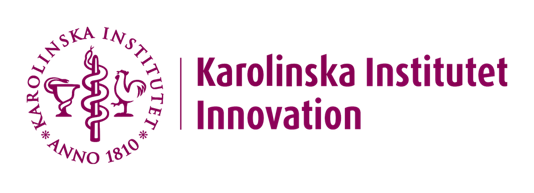 KAROLINSKA INSTITUTET
ANNO 1810
Karolinska Institutet
Innovation